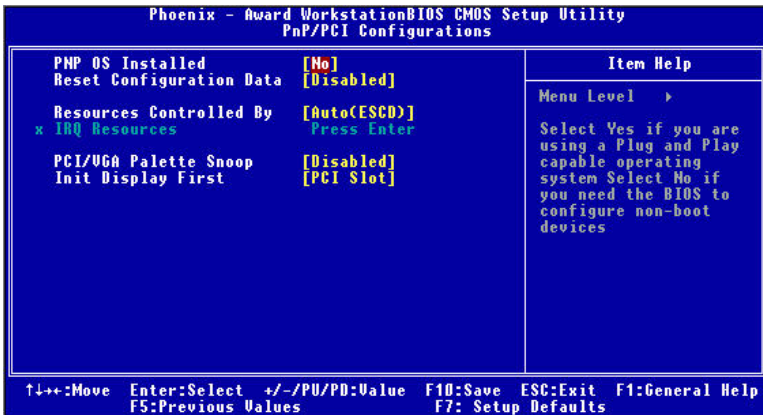 Phoenix - Award WorkstationBIOS CMOS Setup Utility
PnP/PCI Configurations
PNP OS Installed [No]
Reset Configuration Data [Disabled]
Resources Controlled By [Auto(ESCD)]
x IRQ Resources Press Enter
PCI/VGA Palette Snoop [Disabled]
Init Display First [PCI Slot]
Item Help
Menu Level ▸
Select Yes if you are
using a Plug and Play
capable operating
system Select No if
you need the BIOS to
configure non-boot
devices
↑↓→←:Move Enter:Select +/-/PU/PD:Value F10:Save ESC:Exit F1:General Help
F5:Previous Values F7: Setup Defaults